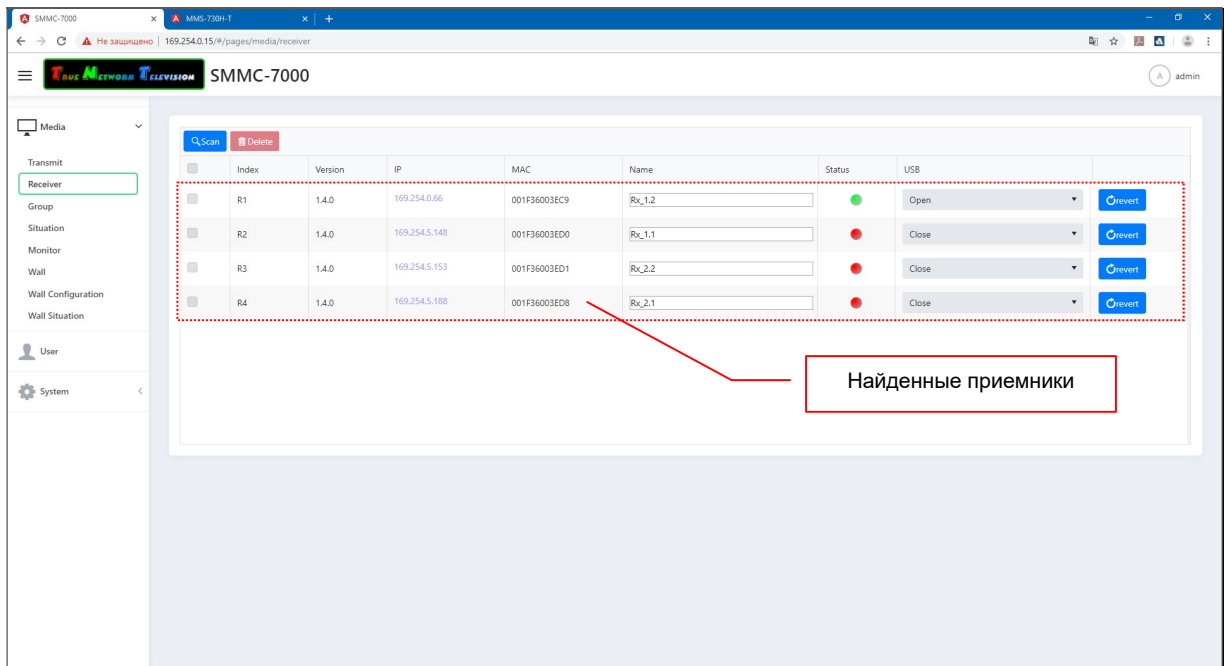 SMMC-7000 MMS-730H-T
Не защищено 169.254.0.15/#/pages/media/receiver
TRUE NETWORK TELEVISION SMMC-7000 A admin
Media
Transmit
Receiver
Group
Situation
Monitor
Wall
Wall Configuration
Wall Situation
User
System
Scan Delete
Index Version IP MAC Name Status USB
R1 1.4.0 169.254.0.66 001F36003EC9 Rx_1.2 Open revert
R2 1.4.0 169.254.5.148 001F36003ED0 Rx_1.1 Close revert
R3 1.4.0 169.254.5.153 001F36003ED1 Rx_2.2 Close revert
R4 1.4.0 169.254.5.188 001F36003ED8 Rx_2.1 Close revert
Найденные приемники